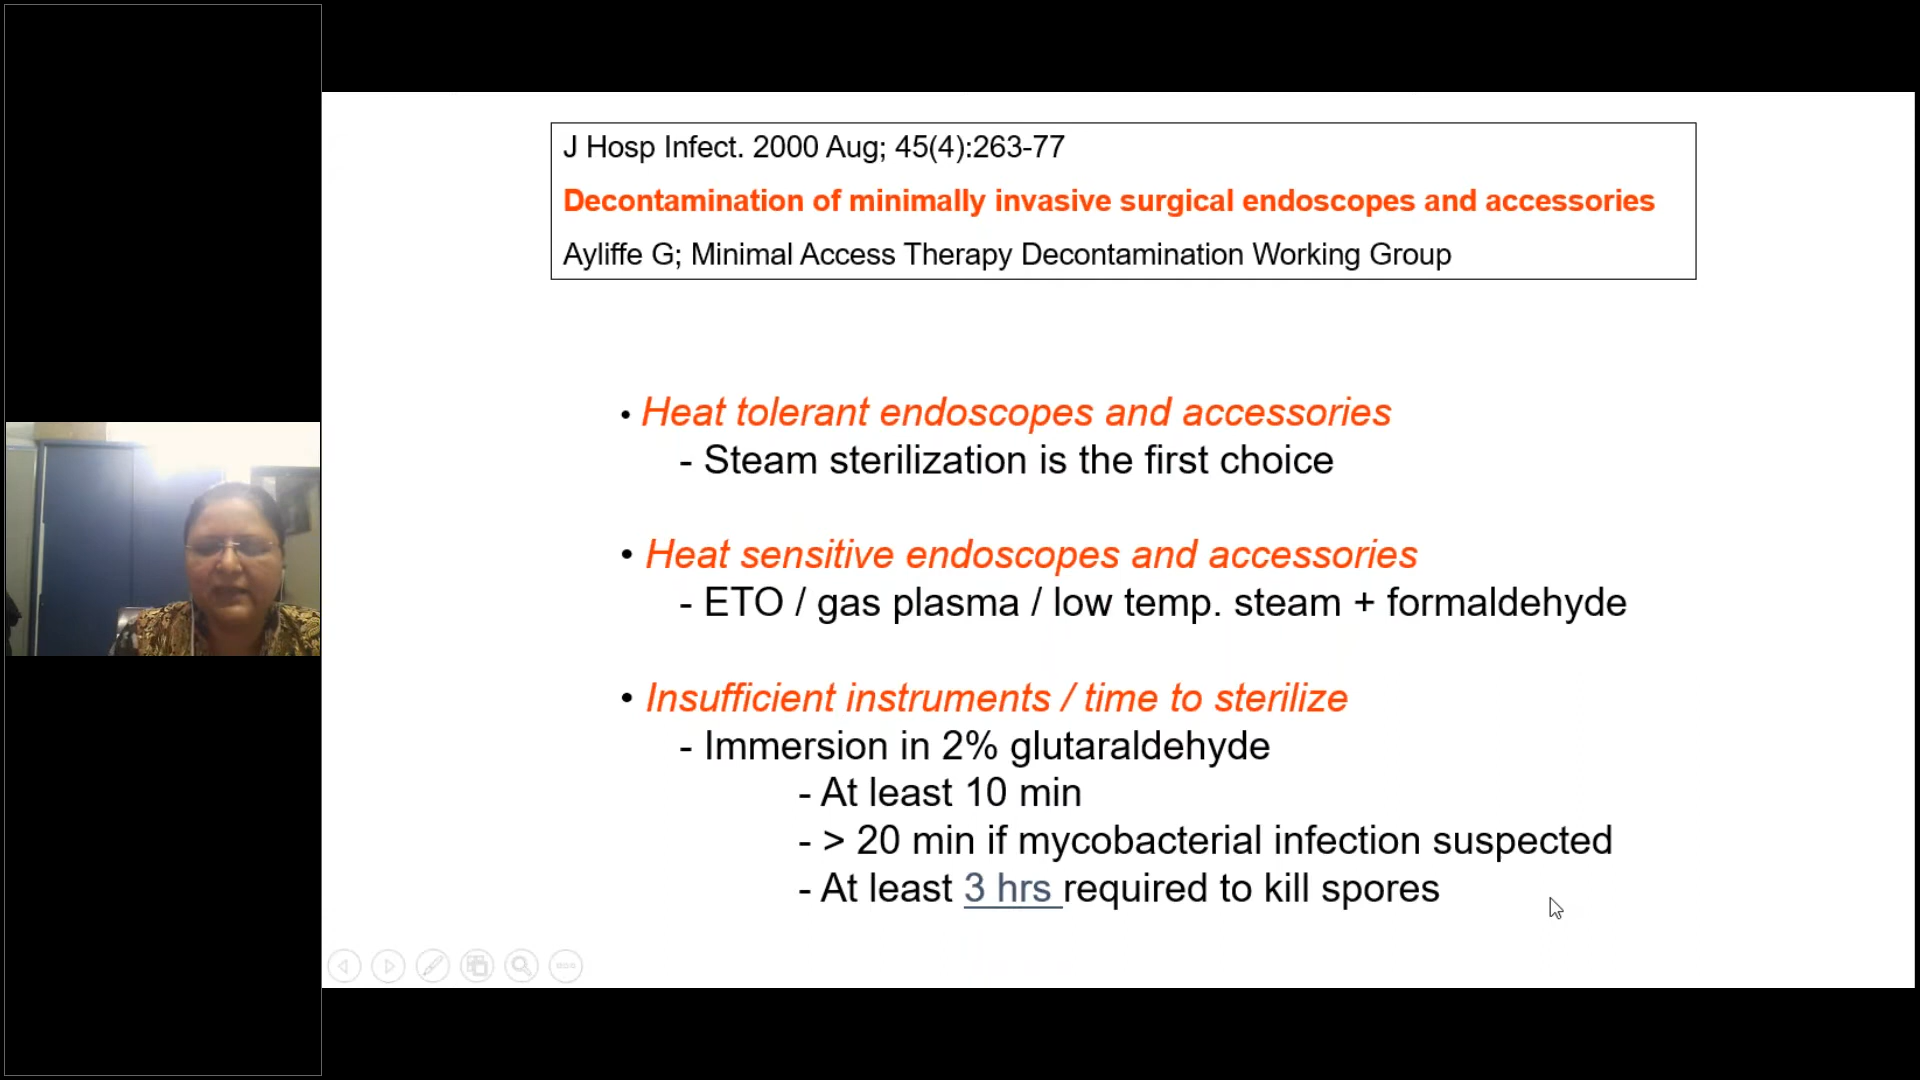 J Hosp Infect. 2000 Aug; 45(4):263-77
Decontamination of minimally invasive surgical endoscopes and accessories
Ayliffe G; Minimal Access Therapy Decontamination Working Group
• Heat tolerant endoscopes and accessories
- Steam sterilization is the first choice
• Heat sensitive endoscopes and accessories
- ETO / gas plasma / low temp. steam + formaldehyde
• Insufficient instruments / time to sterilize
- Immersion in 2% glutaraldehyde
- At least 10 min
- > 20 min if mycobacterial infection suspected
- At least 3 hrs required to kill spores